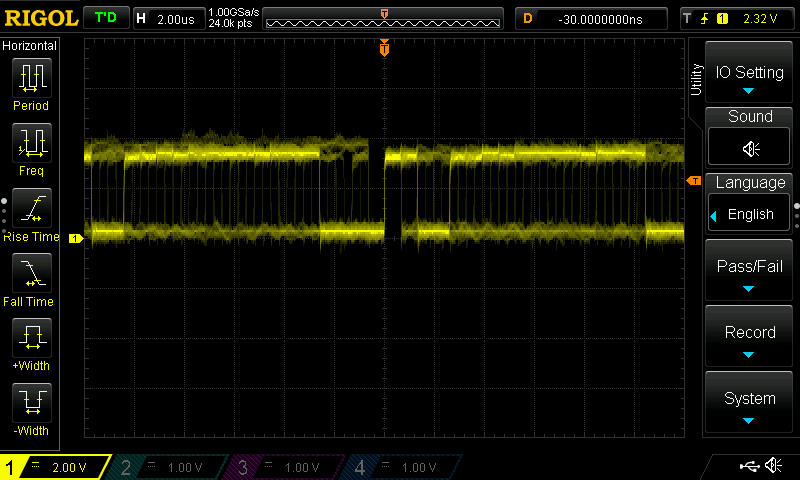 RIGOL T'D H 2.00us 1.00GSa/s 24.0k pts T D -30.0000000ns T 1 2.32 V
Horizontal
Period
Freq
Rise Time
Fall Time
+Width
-Width
T
T
1
Utility
IO Setting
Sound
Language
English
Pass/Fail
Record
System
1 2.00 V 2 1.00 V 3 1.00 V 4 1.00 V